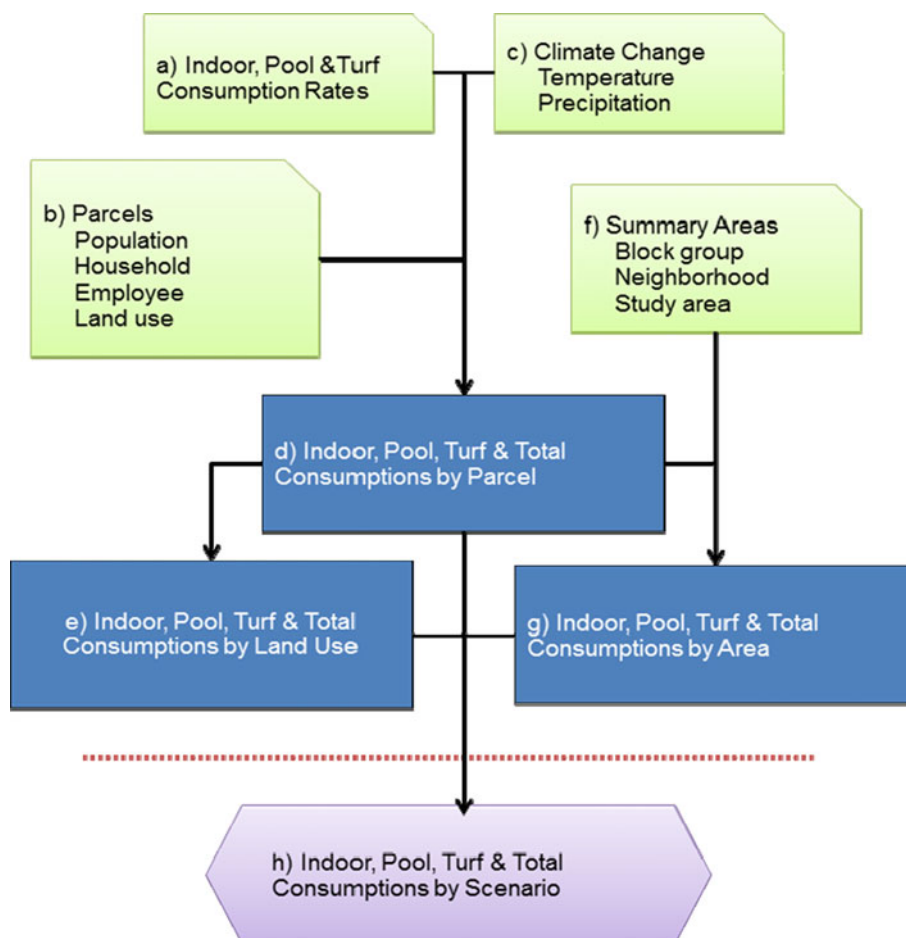 a) Indoor, Pool &Turf
Consumption Rates
c) Climate Change
Temperature
Precipitation
b) Parcels
Population
Household
Employee
Land use
f) Summary Areas
Block group
Neighborhood
Study area
d) Indoor, Pool, Turf & Total
Consumptions by Parcel
e) Indoor, Pool, Turf & Total
Consumptions by Land Use
g) Indoor, Pool, Turf & Total
Consumptions by Area
h) Indoor, Pool, Turf & Total
Consumptions by Scenario